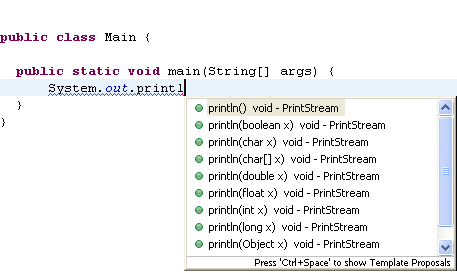 public class Main {
public static void main(String[] args) {
System.out.printl
}
}
println() void - PrintStream
println(boolean x) void - PrintStream
println(char x) void - PrintStream
println(char[] x) void - PrintStream
println(double x) void - PrintStream
println(float x) void - PrintStream
println(int x) void - PrintStream
println(long x) void - PrintStream
println(Object x) void - PrintStream
Press 'Ctrl+Space' to show Template Proposals